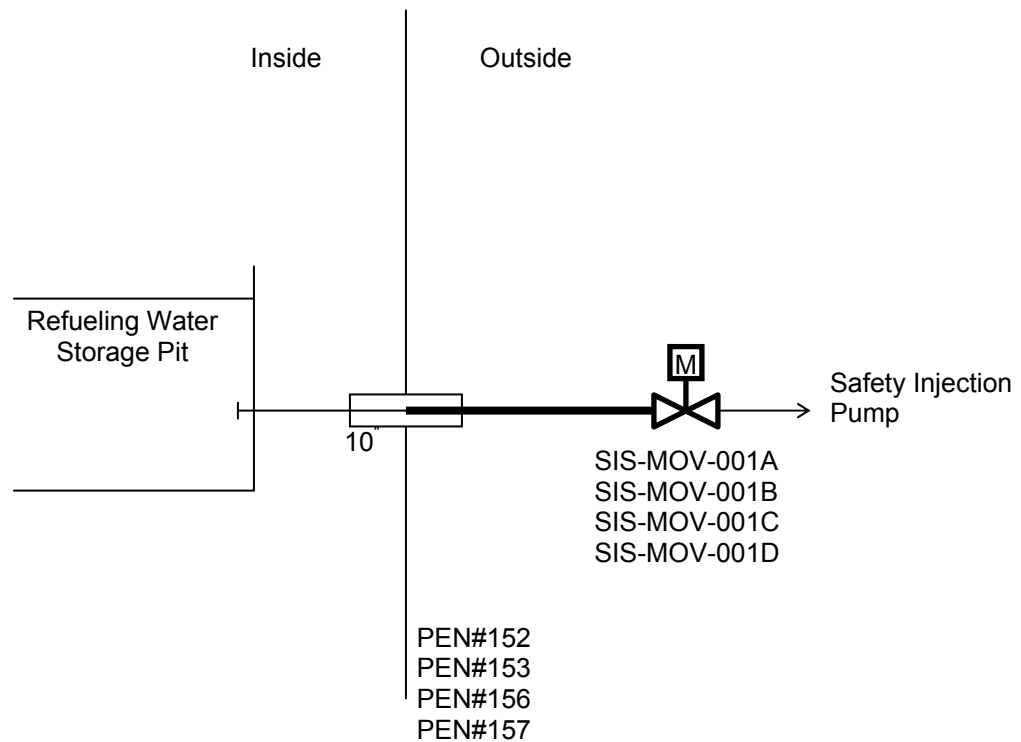 Inside
Outside
Refueling Water
Storage Pit
M
Safety Injection
Pump
10"
SIS-MOV-001A
SIS-MOV-001B
SIS-MOV-001C
SIS-MOV-001D
PEN#152
PEN#153
PEN#156
PEN#157